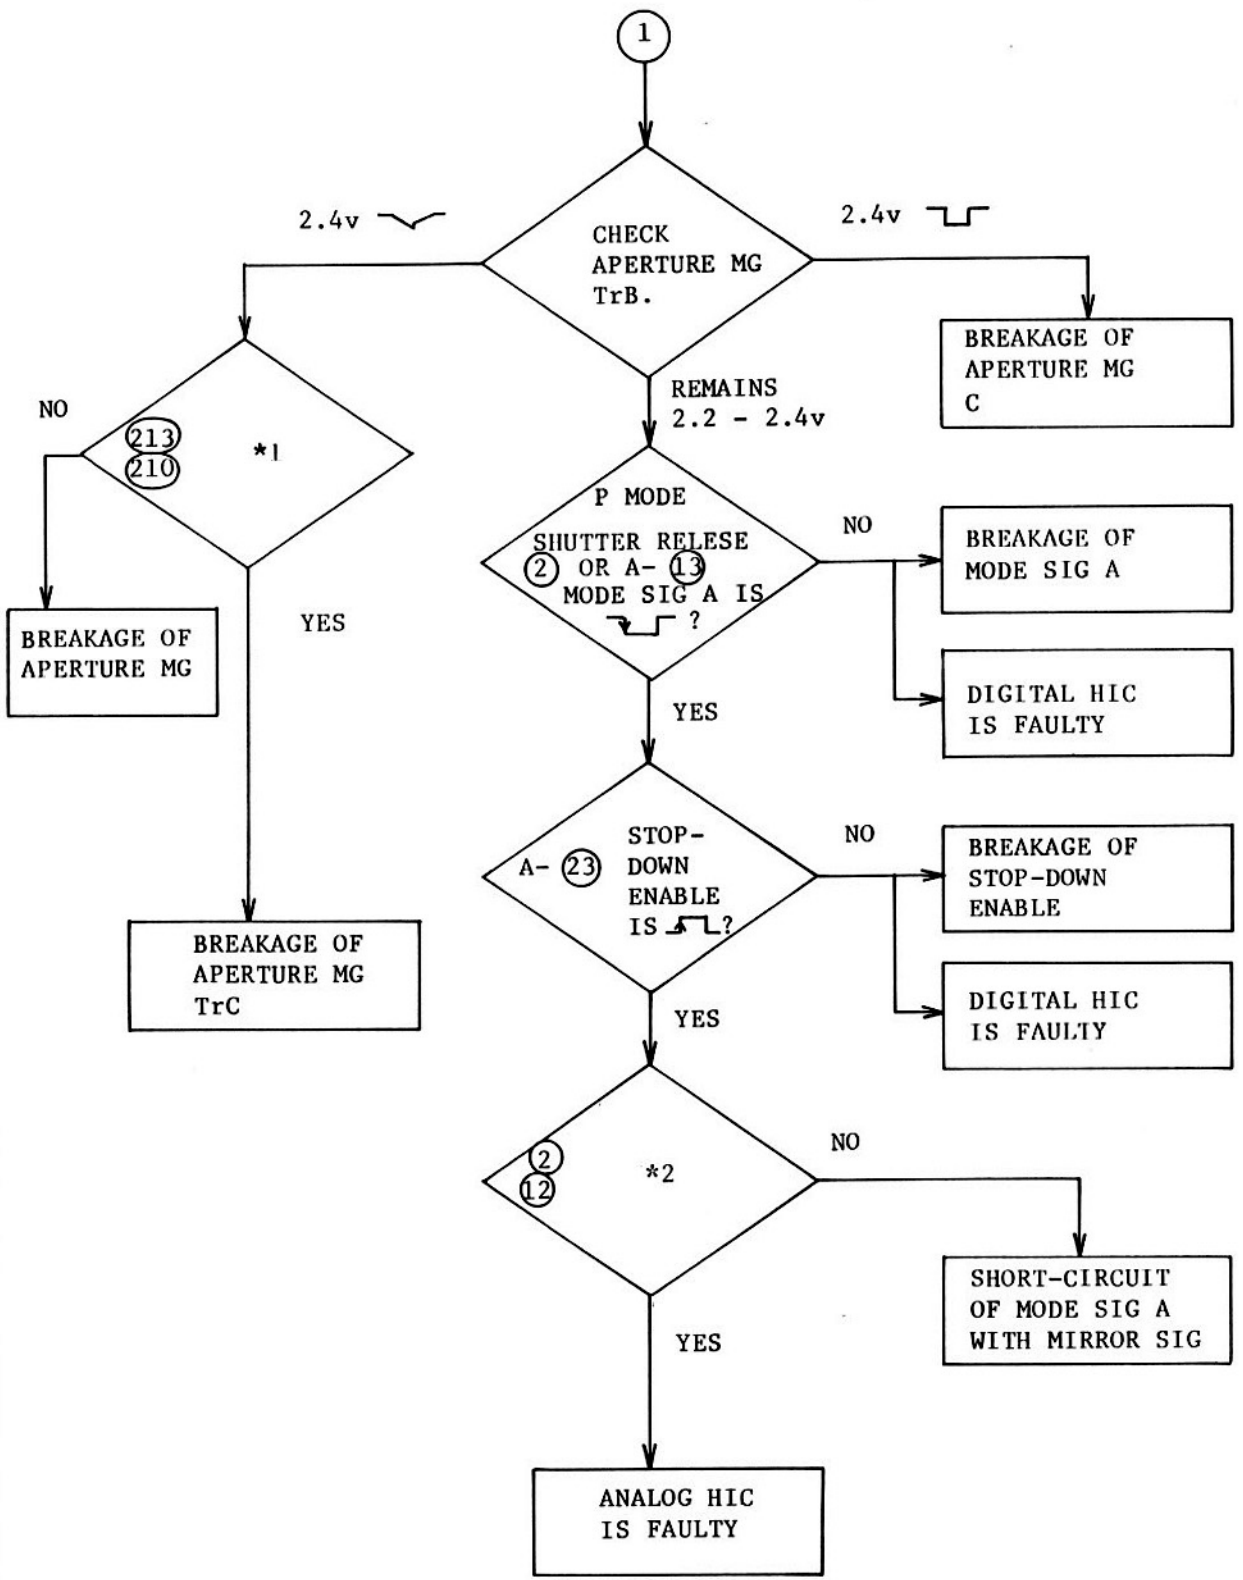 1
2.4v
2.4v
CHECK
APERTURE MG
TrB.
BREAKAGE OF
APERTURE MG
C
REMAINS
2.2 - 2.4v
NO
213
210
*1
P MODE
SHUTTER RELESE
2 OR A- 13
MODE SIG A IS
?
NO
BREAKAGE OF
MODE SIG A
BREAKAGE OF
APERTURE MG
YES
DIGITAL HIC
IS FAULTY
YES
A- 23
STOP-
DOWN
ENABLE
IS ?
NO
BREAKAGE OF
STOP-DOWN
ENABLE
BREAKAGE OF
APERTURE MG
TrC
DIGITAL HIC
IS FAULTY
YES
2
12
*2
NO
SHORT-CIRCUIT
OF MODE SIG A
WITH MIRROR SIG
YES
ANALOG HIC
IS FAULTY